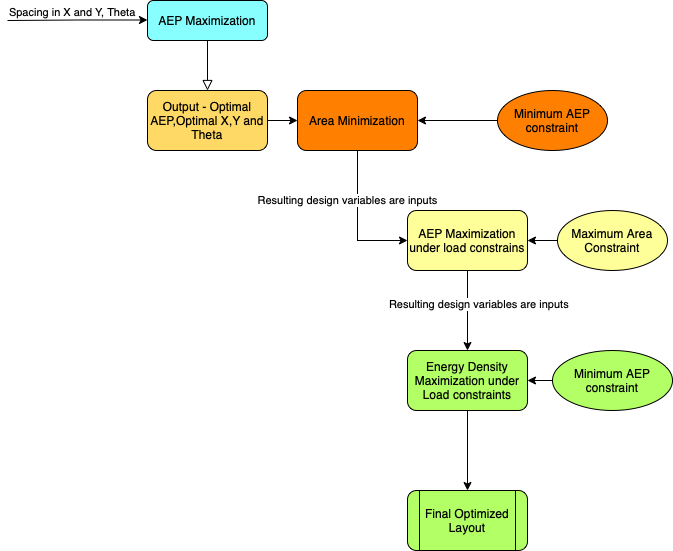 Spacing in X and Y, Theta
AEP Maximization
Output - Optimal
AEP,Optimal X,Y and
Theta
Area Minimization
Minimum AEP
constraint
Resulting design variables are inputs
AEP Maximization
under load constrains
Maximum Area
Constraint
Resulting design variables are inputs
Energy Density
Maximization under
Load constraints
Minimum AEP
constraint
Final Optimized
Layout